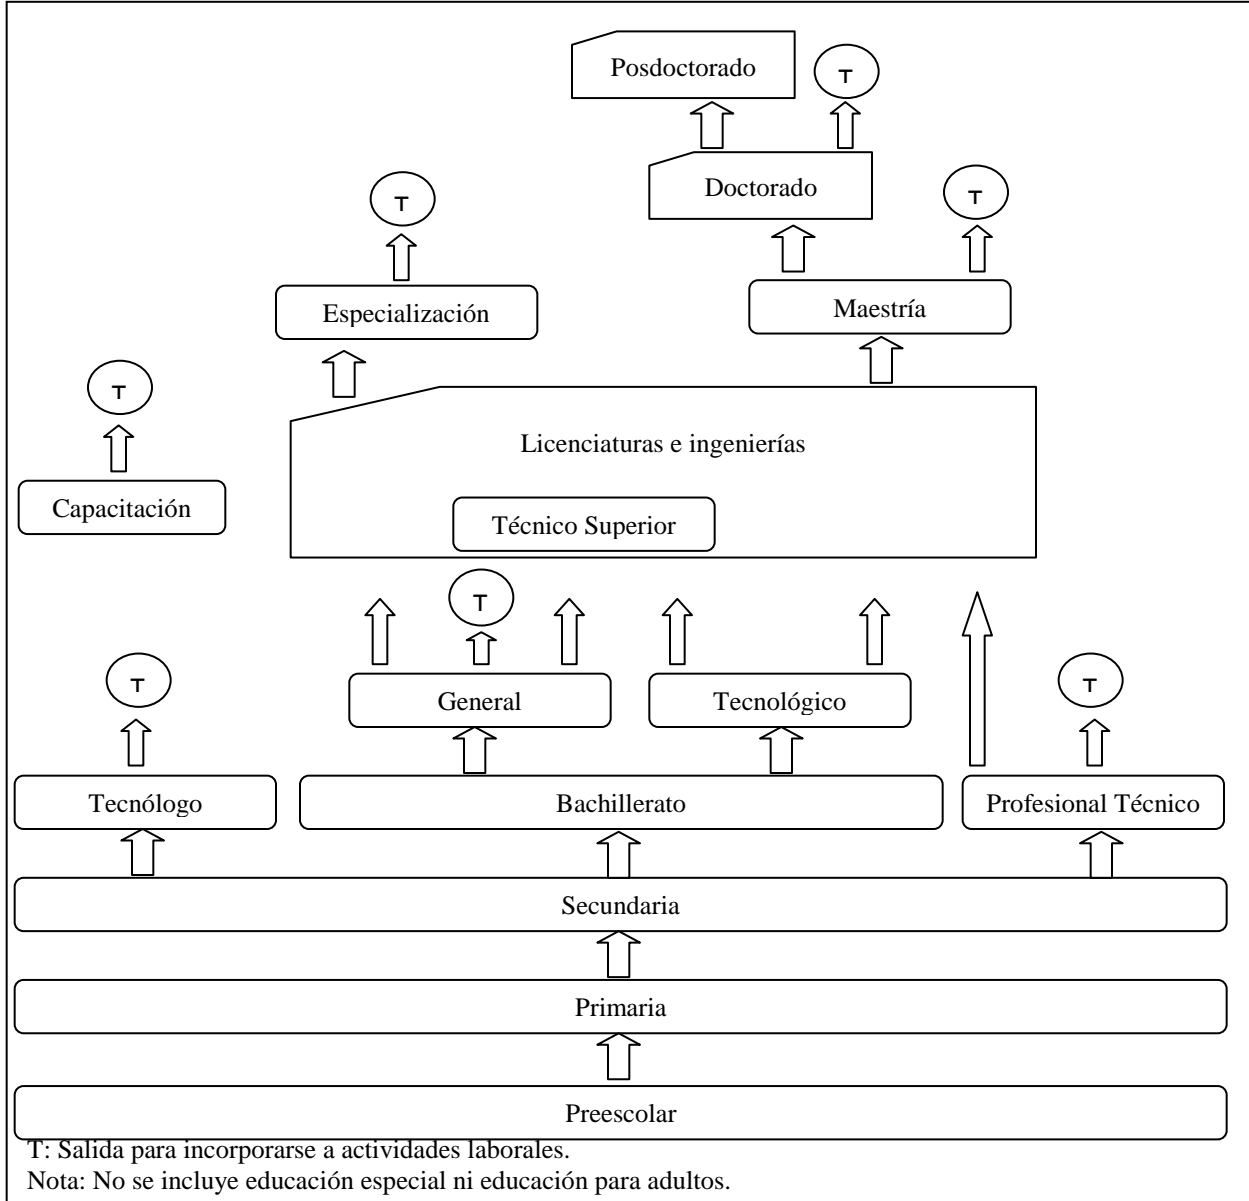 Posdoctorado
T
Doctorado
T
T
Especialización
Maestría
T
Licenciaturas e ingenierías
Capacitación
Técnico Superior
T
T
T
General
Tecnológico
Tecnólogo
Bachillerato
Profesional Técnico
Secundaria
Primaria
Preescolar
T: Salida para incorporarse a actividades laborales.
Nota: No se incluye educación especial ni educación para adultos.